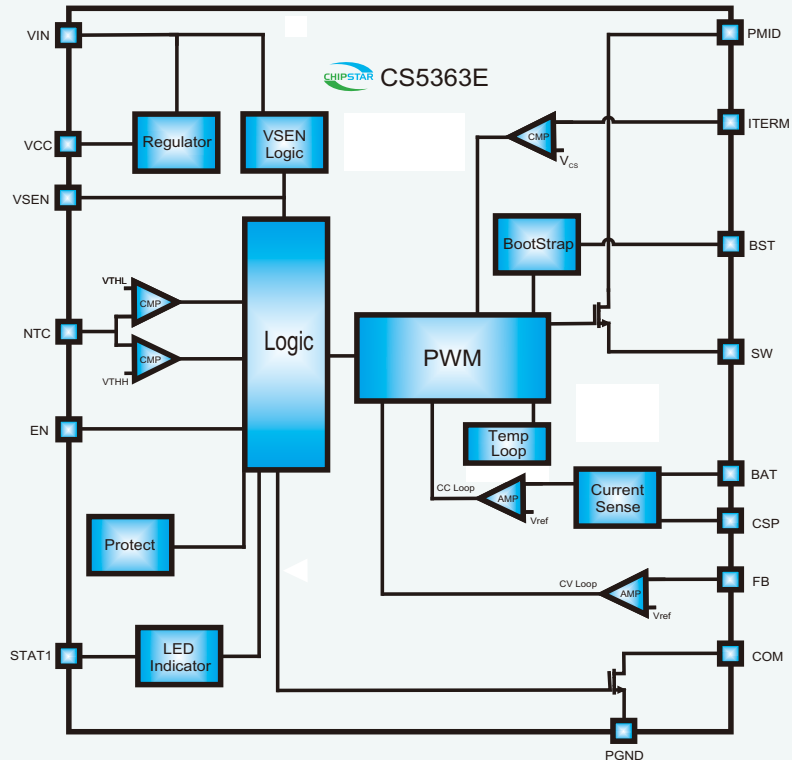 VIN
PMID
CHIPSTAR CS5363E
ITERM
VCC
Regulator
VSEN
Logic
CMP
VCS
VSEN
BootStrap
BST
VTHL
CMP
NTC
CMP
VTHH
Logic
PWM
SW
EN
Temp
Loop
BAT
CC Loop
AMP
Vref
Current
Sense
CSP
Protect
CV Loop
AMP
Vref
FB
STAT1
LED
Indicator
COM
PGND